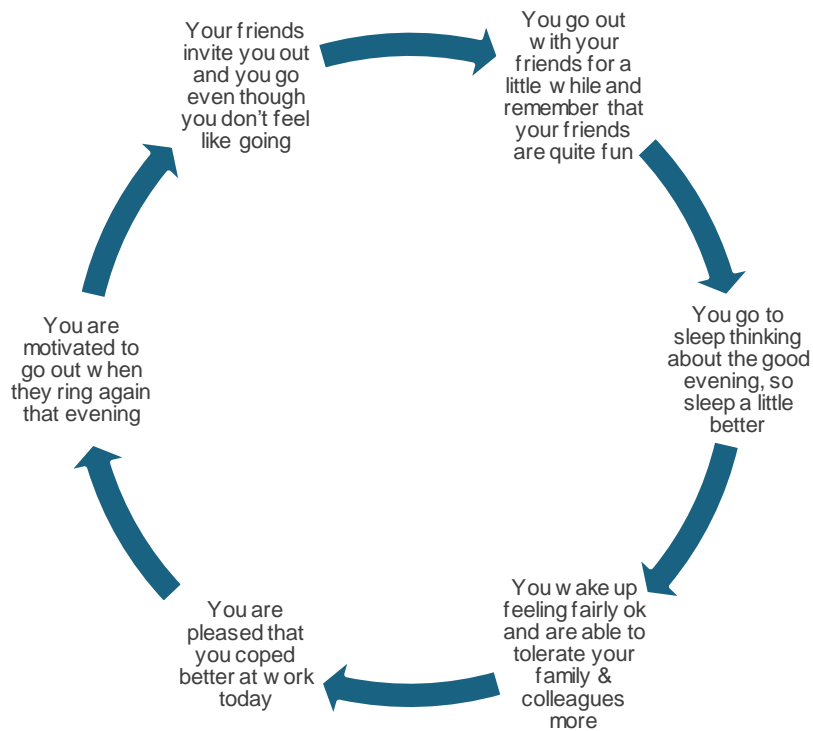 Your friends
invite you out
and you go
even though
you don't feel
like going
You go out
with your
friends for a
little while and
remember that
your friends
are quite fun
You go to
sleep thinking
about the good
evening, so
sleep a little
better
You wake up
feeling fairly ok
and are able to
tolerate your
family &
colleagues
more
You are
pleased that
you coped
better at work
today
You are
motivated to
go out when
they ring again
that evening